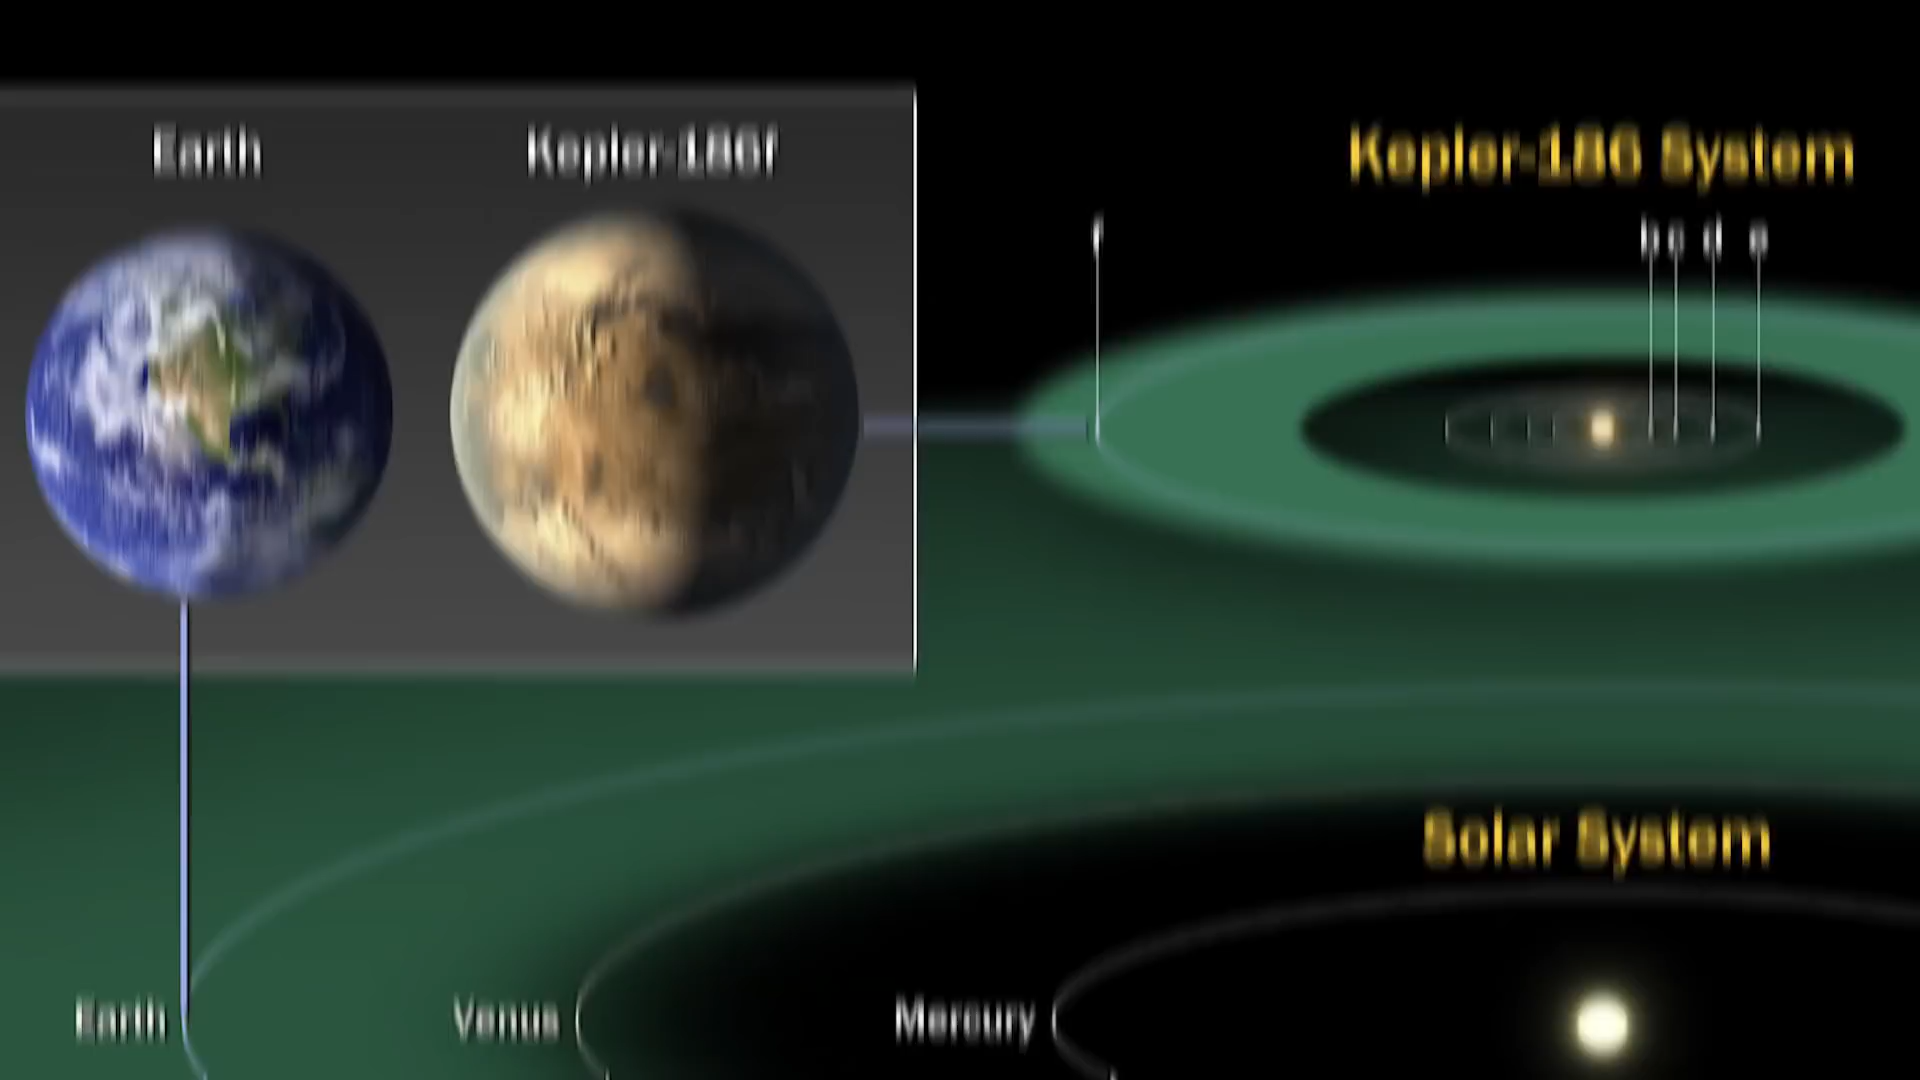 Earth
Kepler-186f
Kepler-186 System
f
b c d e
Solar System
Earth
Venus
Mercury